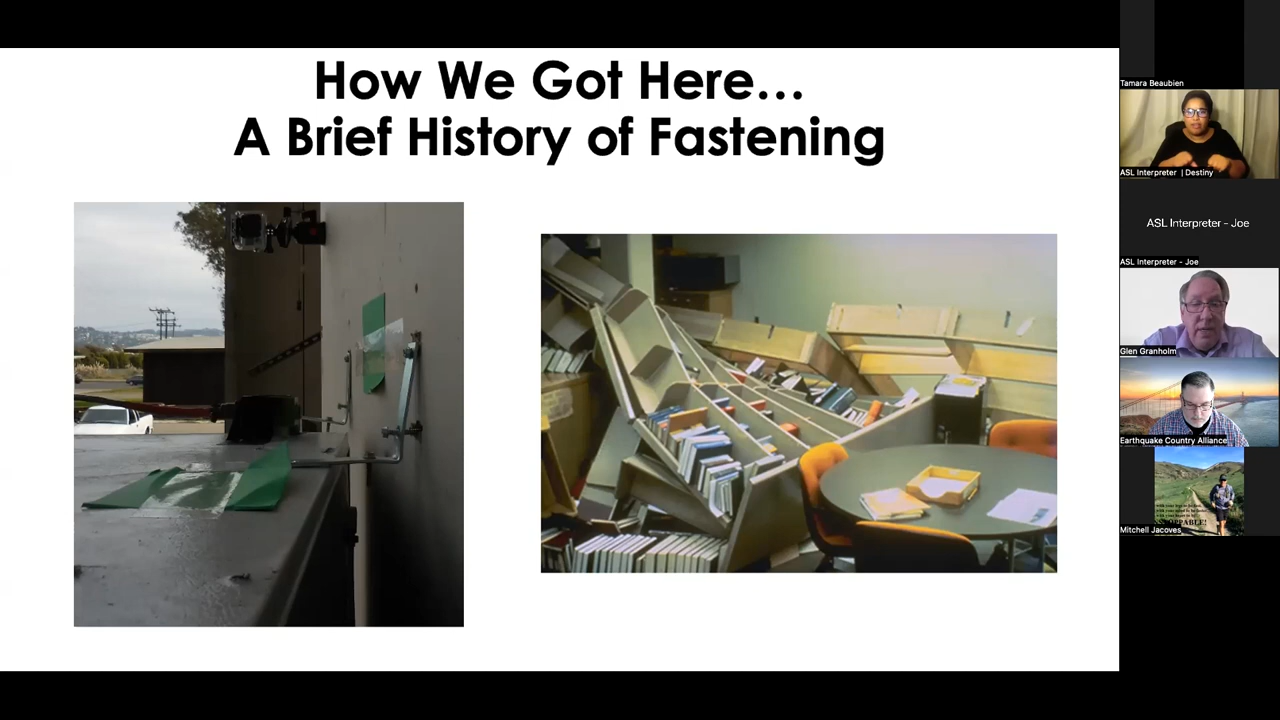 How We Got Here...
A Brief History of Fastening
Tamara Beaubien
ASL Interpreter | Destiny
ASL Interpreter - Joe
ASL Interpreter - Joe
Glen Granholm
Earthquake Country Alliance
Mitchell Jacoves